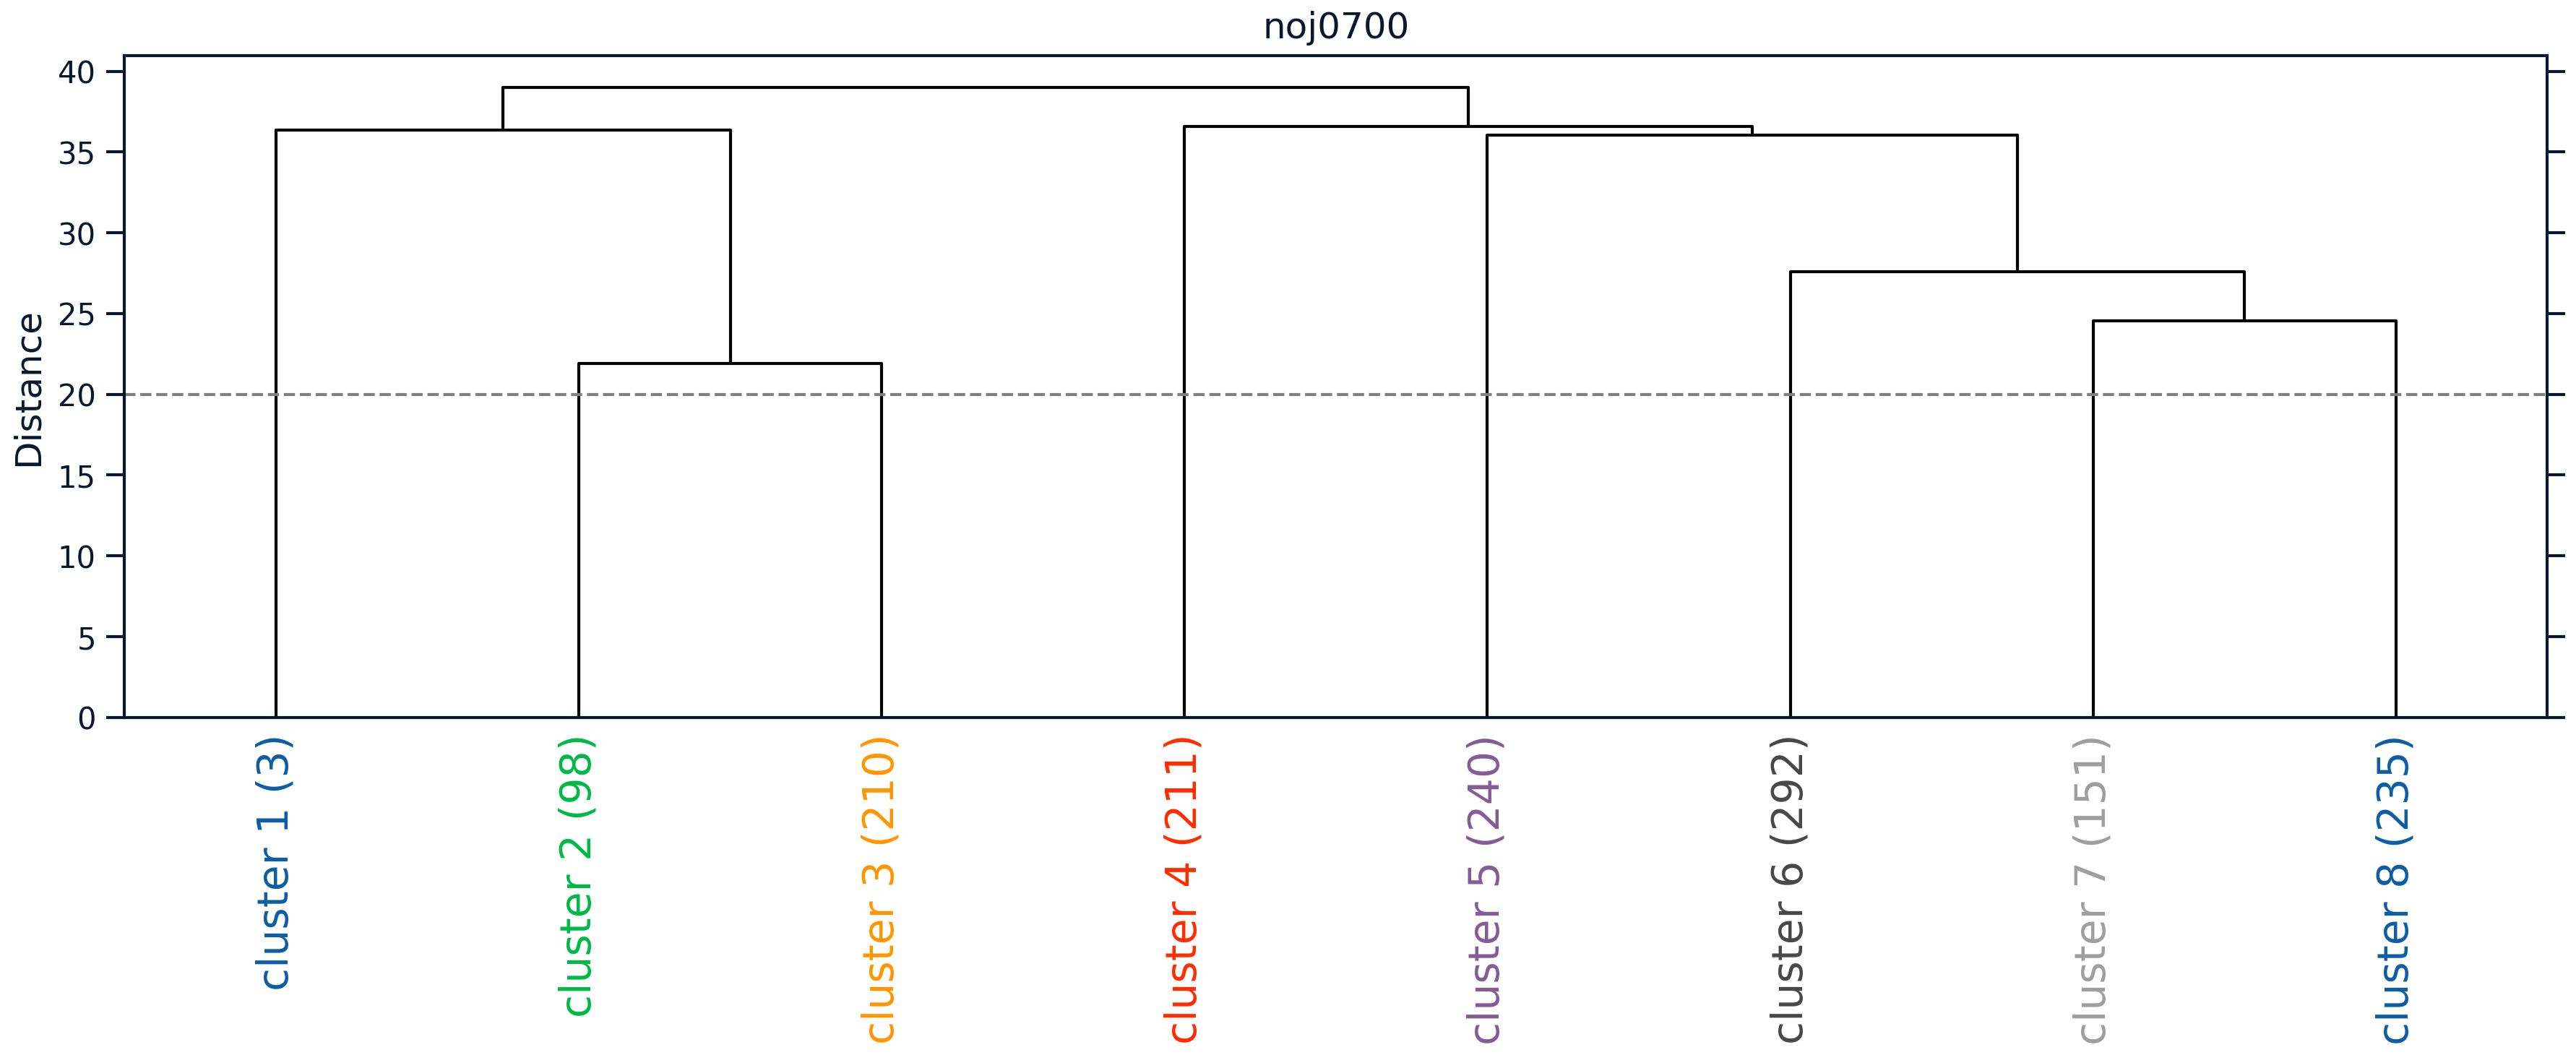 noj0700
Distance
40
35
30
25
20
15
10
5
0
cluster 1 (3)
cluster 2 (98)
cluster 3 (210)
cluster 4 (211)
cluster 5 (240)
cluster 6 (292)
cluster 7 (151)
cluster 8 (235)